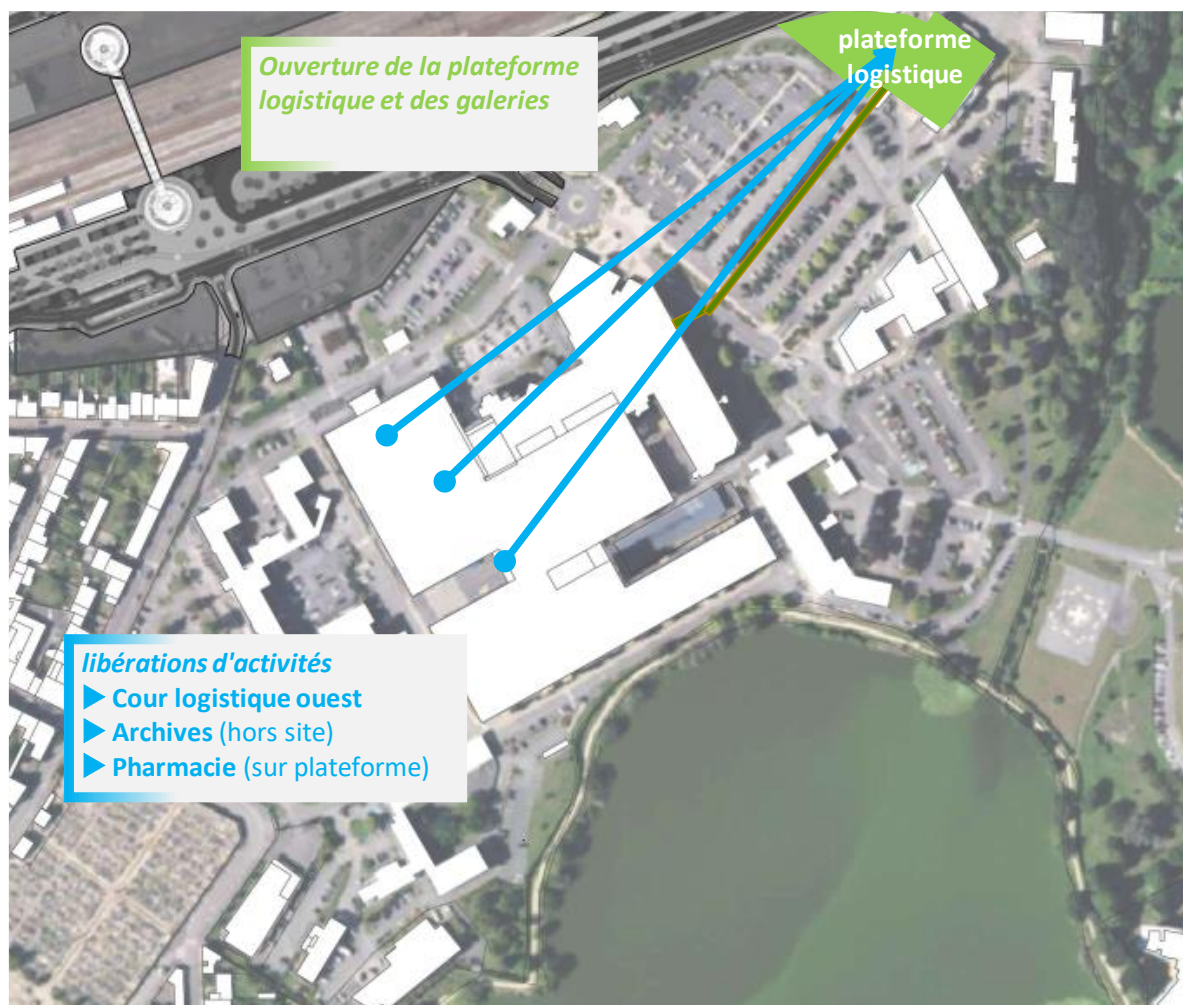 plateforme
logistique
Ouverture de la plateforme
logistique et des galeries
libérations d'activités
▶ Cour logistique ouest
▶ Archives (hors site)
▶ Pharmacie (sur plateforme)